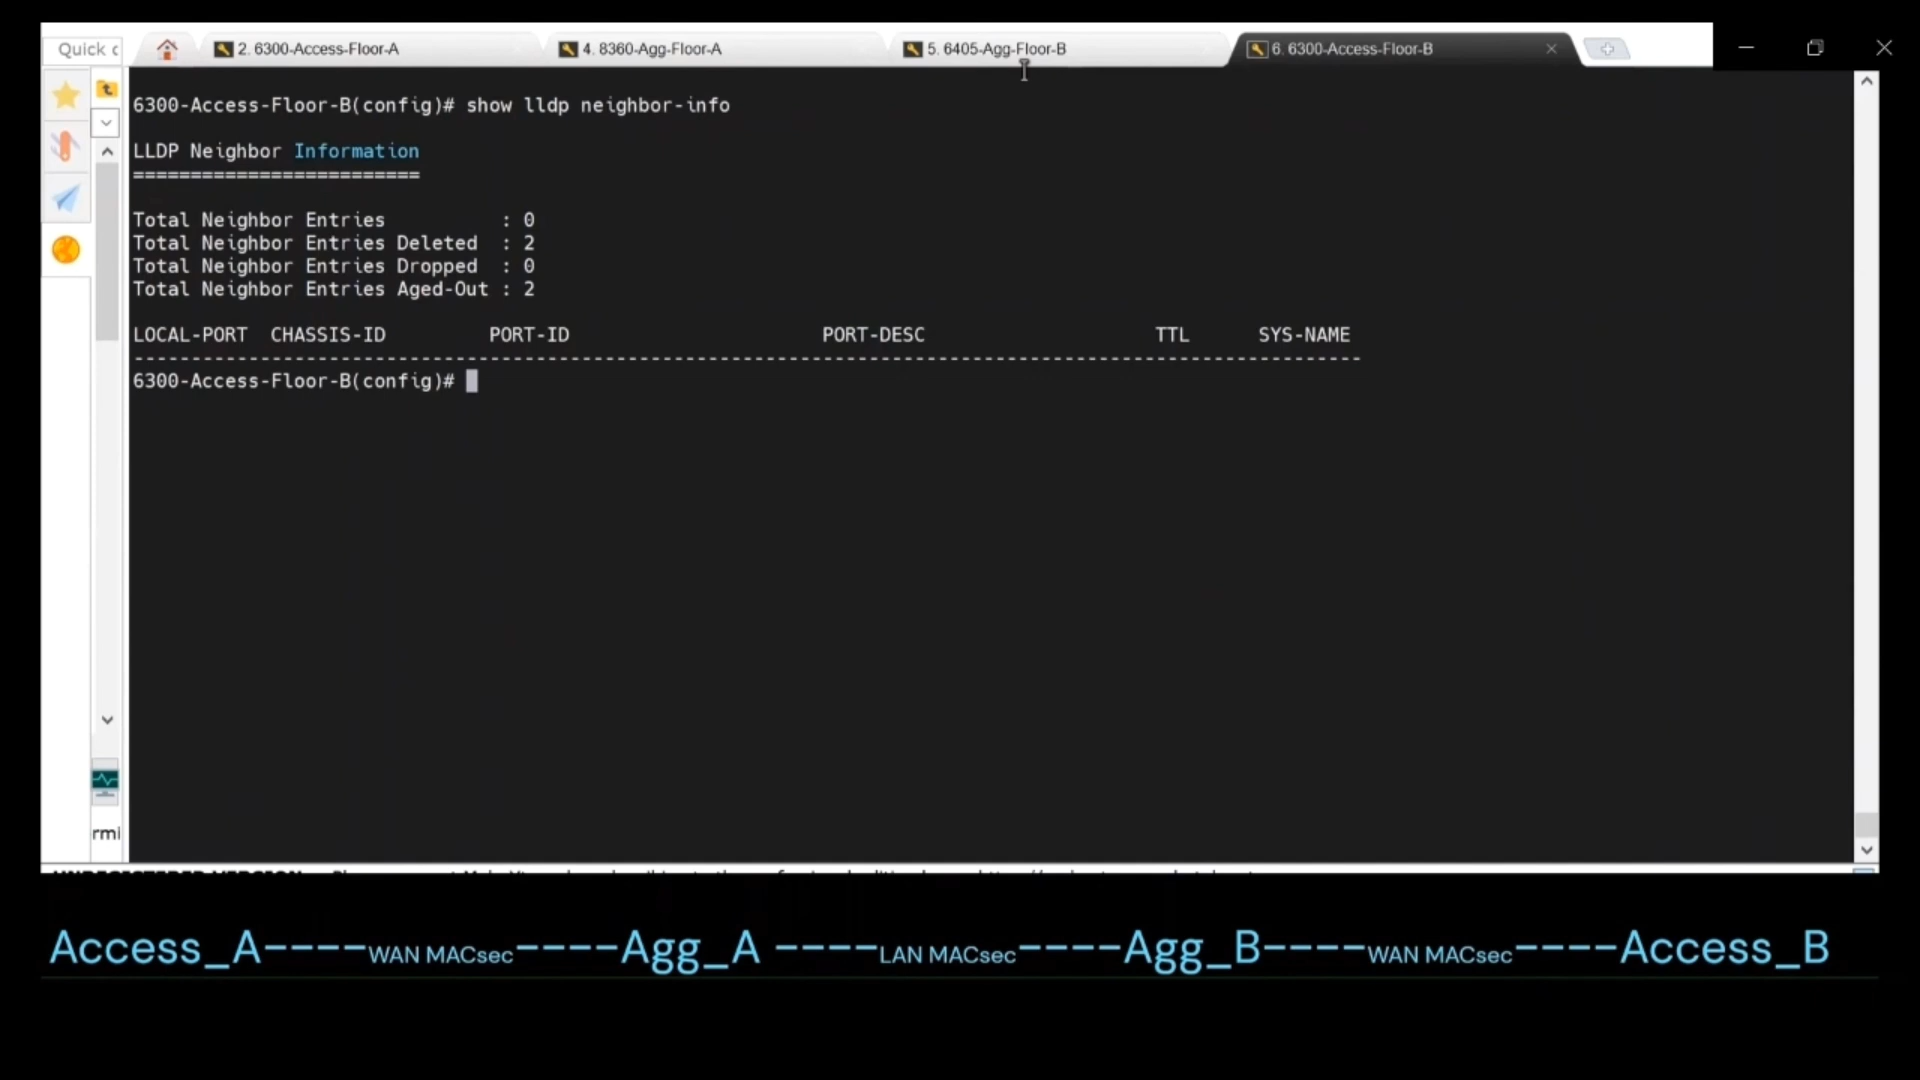 Quick c
2. 6300-Access-Floor-A
4. 8360-Agg-Floor-A
5. 6405-Agg-Floor-B
6. 6300-Access-Floor-B
6300-Access-Floor-B(config)# show lldp neighbor-info
LLDP Neighbor Information
=========================
Total Neighbor Entries : 0
Total Neighbor Entries Deleted : 2
Total Neighbor Entries Dropped : 0
Total Neighbor Entries Aged-Out : 2
LOCAL-PORT CHASSIS-ID PORT-ID PORT-DESC TTL SYS-NAME
-----------------------------------------------------------------------------------------------------------
6300-Access-Floor-B(config)#
Access_A----WAN MACsec----Agg_A ----LAN MACsec----Agg_B----WAN MACsec----Access_B